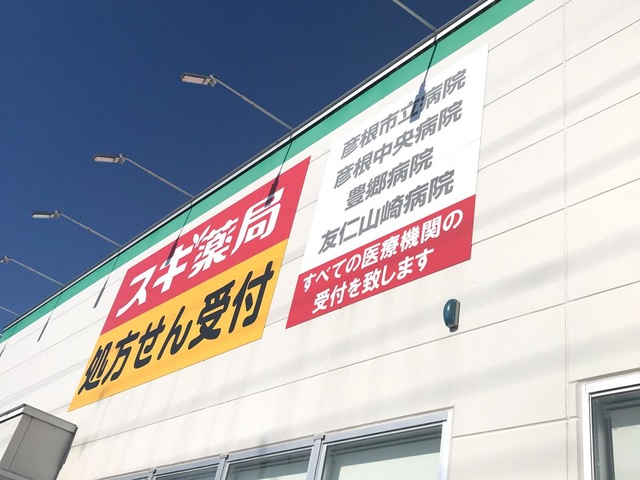 スギ薬局
処方せん受付
彦根市立病院
彦根中央病院
豊郷病院
友仁山崎病院
すべての医療機関の
受付を致します